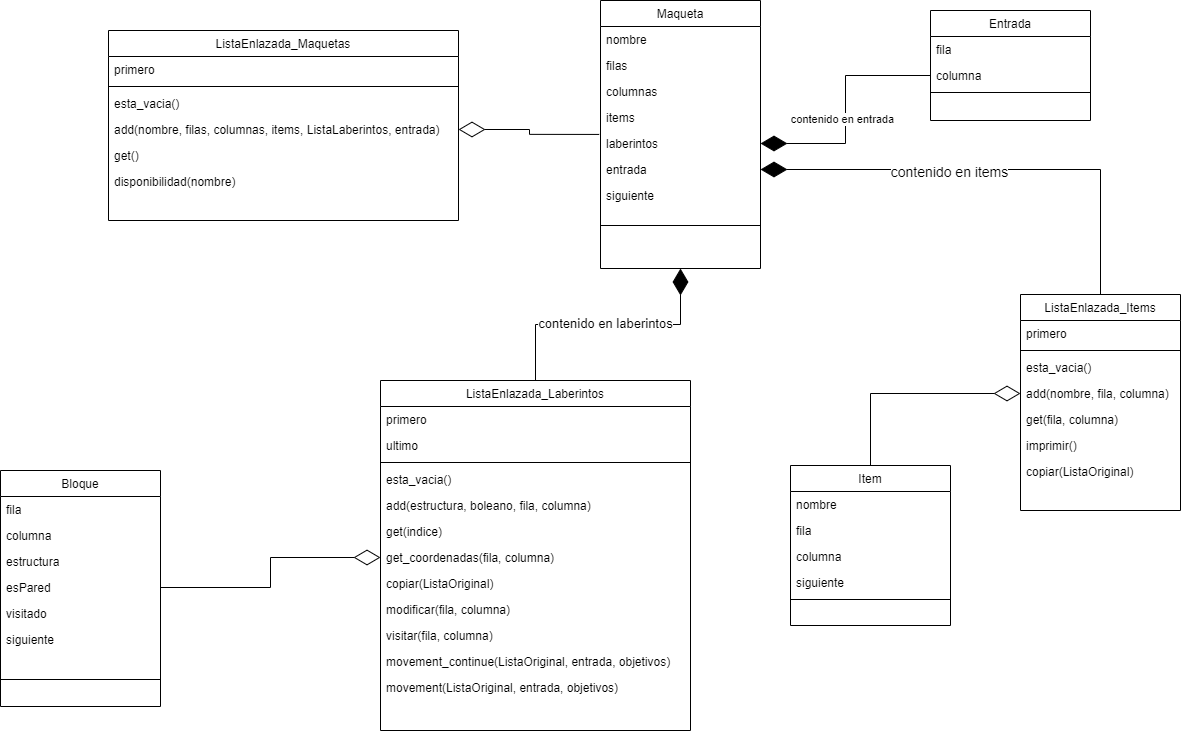 ListaEnlazada_Maquetas
primero
esta_vacia()
add(nombre, filas, columnas, items, ListaLaberintos, entrada)
get()
disponibilidad(nombre)
Maqueta
nombre
filas
columnas
items
laberintos
entrada
siguiente
Entrada
fila
columna
contenido en entrada
contenido en items
contenido en laberintos
ListaEnlazada_Items
primero
esta_vacia()
add(nombre, fila, columna)
get(fila, columna)
imprimir()
copiar(ListaOriginal)
Item
nombre
fila
columna
siguiente
ListaEnlazada_Laberintos
primero
ultimo
esta_vacia()
add(estructura, boleano, fila, columna)
get(indice)
get_coordenadas(fila, columna)
copiar(ListaOriginal)
modificar(fila, columna)
visitar(fila, columna)
movement_continue(ListaOriginal, entrada, objetivos)
movement(ListaOriginal, entrada, objetivos)
Bloque
fila
columna
estructura
esPared
visitado
siguiente